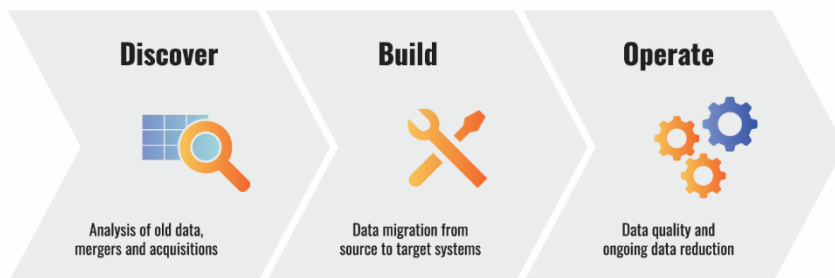 Discover
Analysis of old data,
mergers and acquisitions
Build
Data migration from
source to target systems
Operate
Data quality and
ongoing data reduction